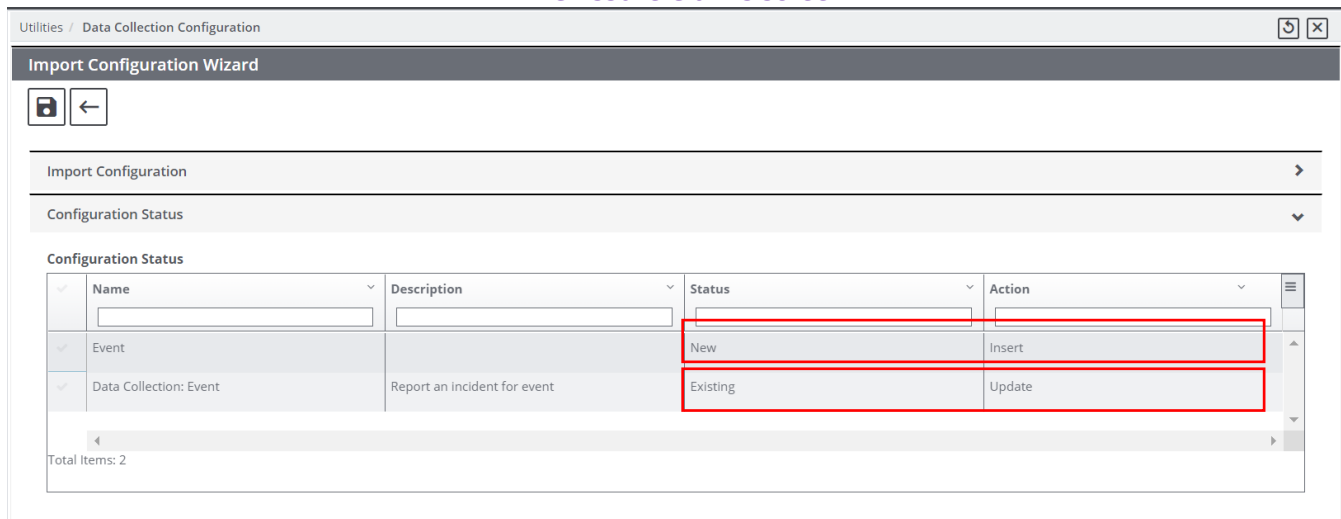 Utilities / Data Collection Configuration
Import Configuration Wizard
Import Configuration
Configuration Status
Configuration Status
Name Description Status Action
Event New Insert
Data Collection: Event Report an incident for event Existing Update
Total Items: 2